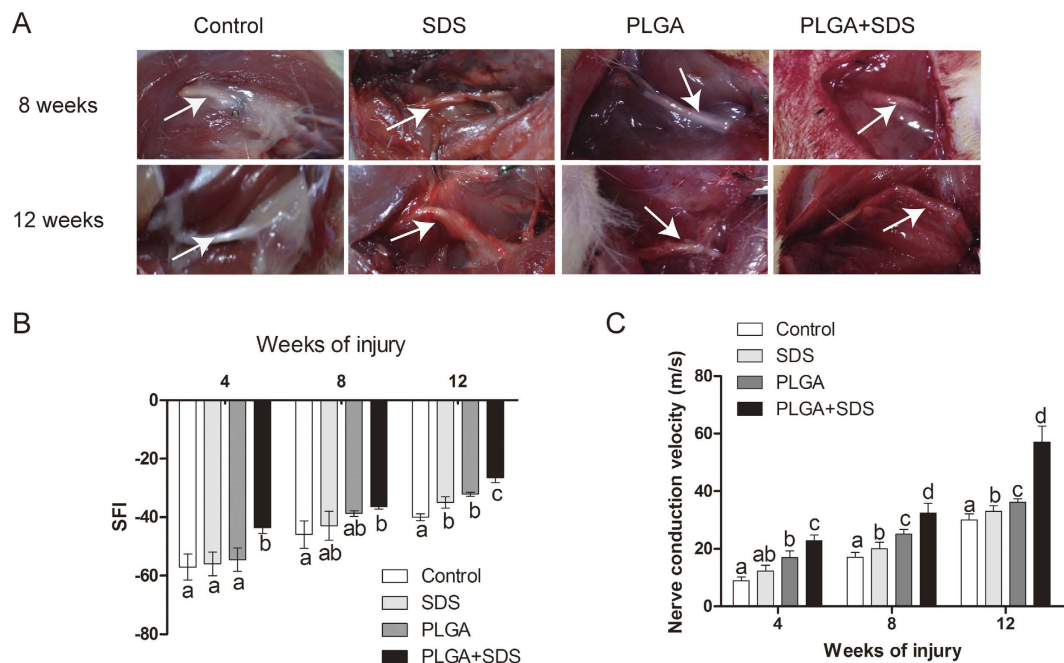 A
Control SDS PLGA PLGA+SDS
8 weeks
12 weeks
B
Weeks of injury
4 8 12
0
-20
-40
-60
-80
SFI
a a a b
a ab ab b
a b b c
Control
SDS
PLGA
PLGA+SDS
C
Control
SDS
PLGA
PLGA+SDS
Nerve conduction velocity (m/s)
80
60
40
20
0
a ab b c
a b c d
a b c d
4 8 12
Weeks of injury